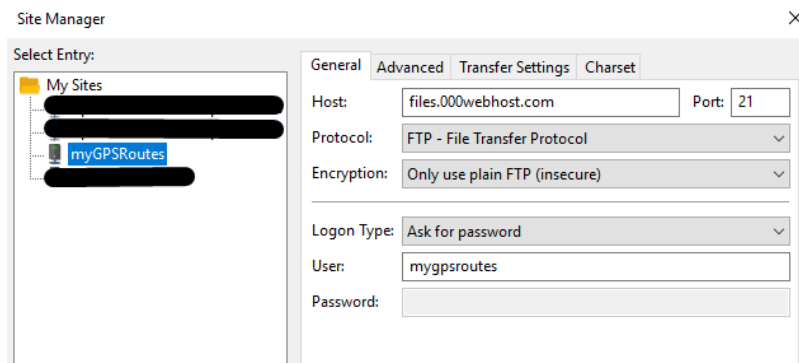 Site Manager
Select Entry:
My Sites
myGPSRoutes
General Advanced Transfer Settings Charset
Host: files.000webhost.com Port: 21
Protocol: FTP - File Transfer Protocol
Encryption: Only use plain FTP (insecure)
Logon Type: Ask for password
User: mygpsroutes
Password: